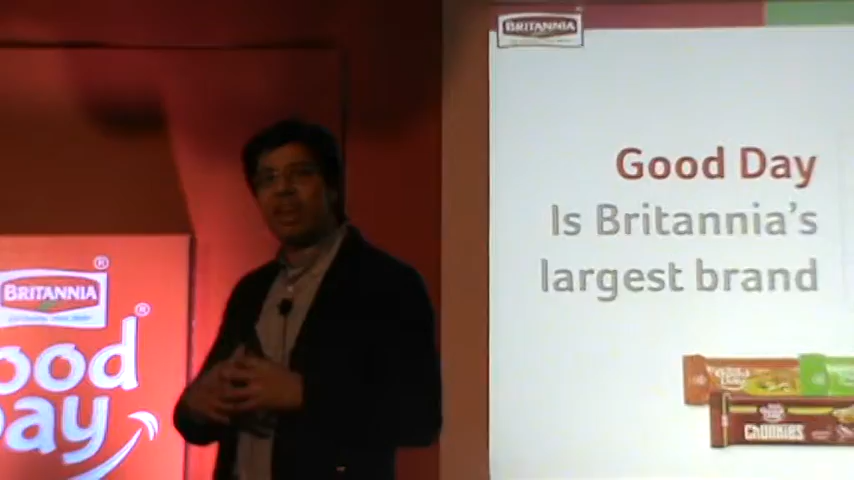 BRITANNIA
Good Day
Is Britannia's
largest brand
BRITANNIA
ood
ay
CHUNKIES